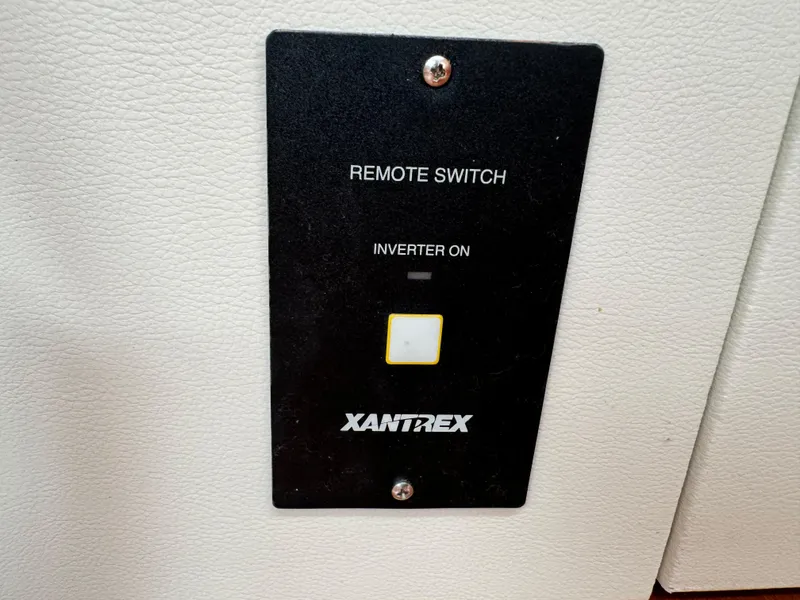 REMOTE SWITCH
INVERTER ON
XANTREX